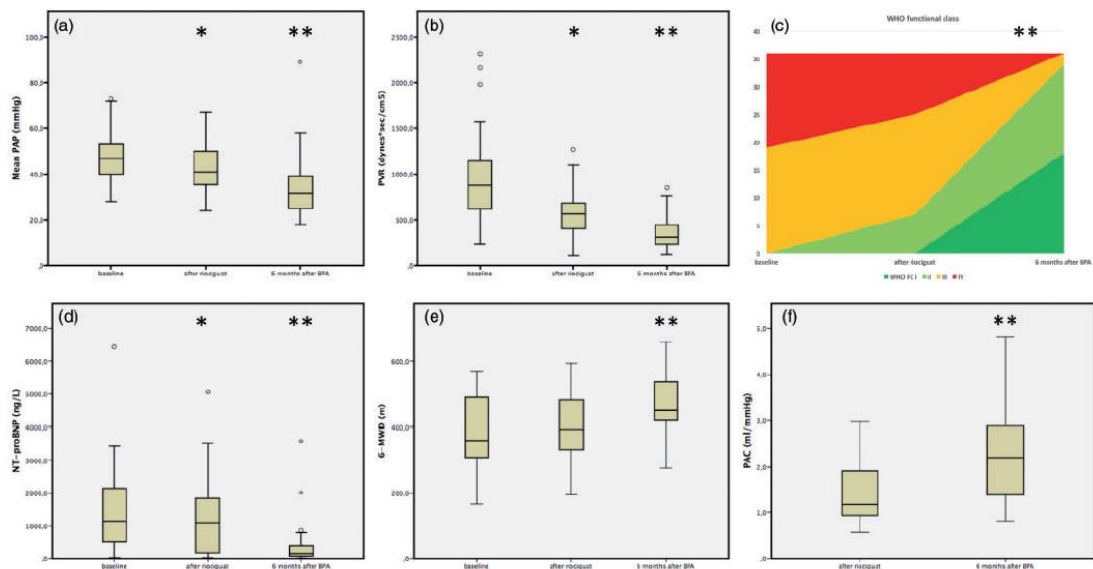 (a)
*
**
Mean PAP (mmHg)
100,0
80,0
60,0
40,0
20,0
,0
baseline
after riociguat
6 months after BPA
(b)
*
**
PVR (dynes*sec/cm5)
2500,0
2000,0
1500,0
1000,0
500,0
,0
baseline
after riociguat
6 months after BPA
(c)
WHO functional class
**
40
35
30
25
20
15
10
5
0
baseline
after riociguat
6 months after BPA
WHO FC I II III IV
(d)
*
**
NT-proBNP (ng/L)
7000,0
6000,0
5000,0
4000,0
3000,0
2000,0
1000,0
,0
baseline
after riociguat
6 months after BPA
(e)
**
6-MWD (m)
600,0
400,0
200,0
,0
baseline
after riociguat
6 months after BPA
(f)
**
PAC (ml/mmHg)
5,0
4,0
3,0
2,0
1,0
,0
after riociguat
6 months after BPA